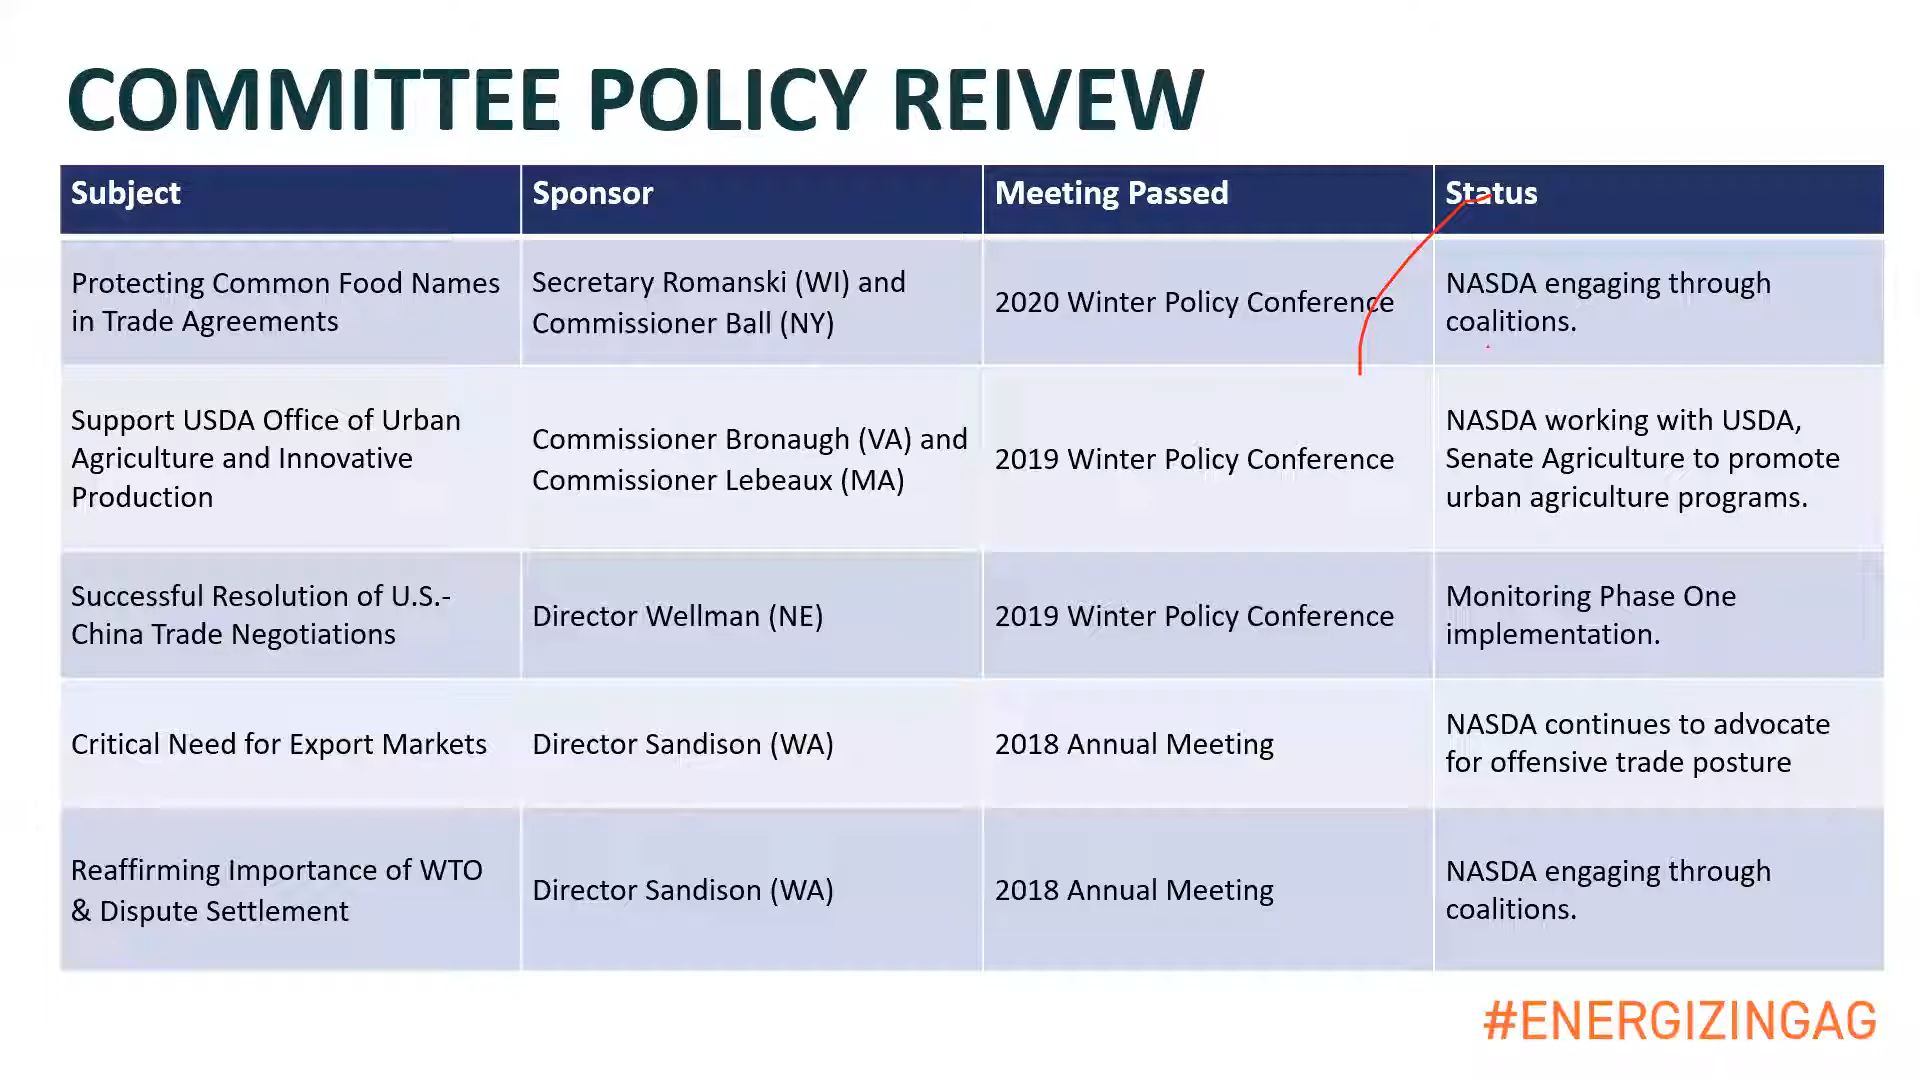 COMMITTEE POLICY REIVEW
Subject Sponsor Meeting Passed Status
Protecting Common Food Names
in Trade Agreements
Secretary Romanski (WI) and
Commissioner Ball (NY)
2020 Winter Policy Conference
NASDA engaging through
coalitions.
Support USDA Office of Urban
Agriculture and Innovative
Production
Commissioner Bronaugh (VA) and
Commissioner Lebeaux (MA)
2019 Winter Policy Conference
NASDA working with USDA,
Senate Agriculture to promote
urban agriculture programs.
Successful Resolution of U.S.-
China Trade Negotiations
Director Wellman (NE)
2019 Winter Policy Conference
Monitoring Phase One
implementation.
Critical Need for Export Markets
Director Sandison (WA)
2018 Annual Meeting
NASDA continues to advocate
for offensive trade posture
Reaffirming Importance of WTO
& Dispute Settlement
Director Sandison (WA)
2018 Annual Meeting
NASDA engaging through
coalitions.
#ENERGIZINGAG